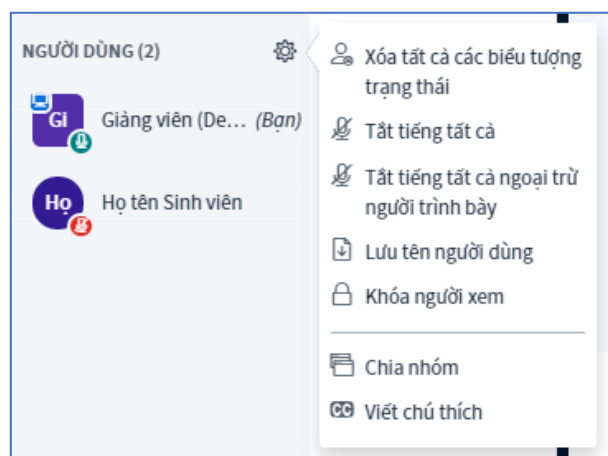 NGƯỜI DÙNG (2)
Gi
Giảng viên (De... (Bạn)
Họ
Họ tên Sinh viên
Xóa tất cả các biểu tượng
trạng thái
Tắt tiếng tất cả
Tắt tiếng tất cả ngoại trừ
người trình bày
Lưu tên người dùng
Khóa người xem
Chia nhóm
CC
Viết chú thích